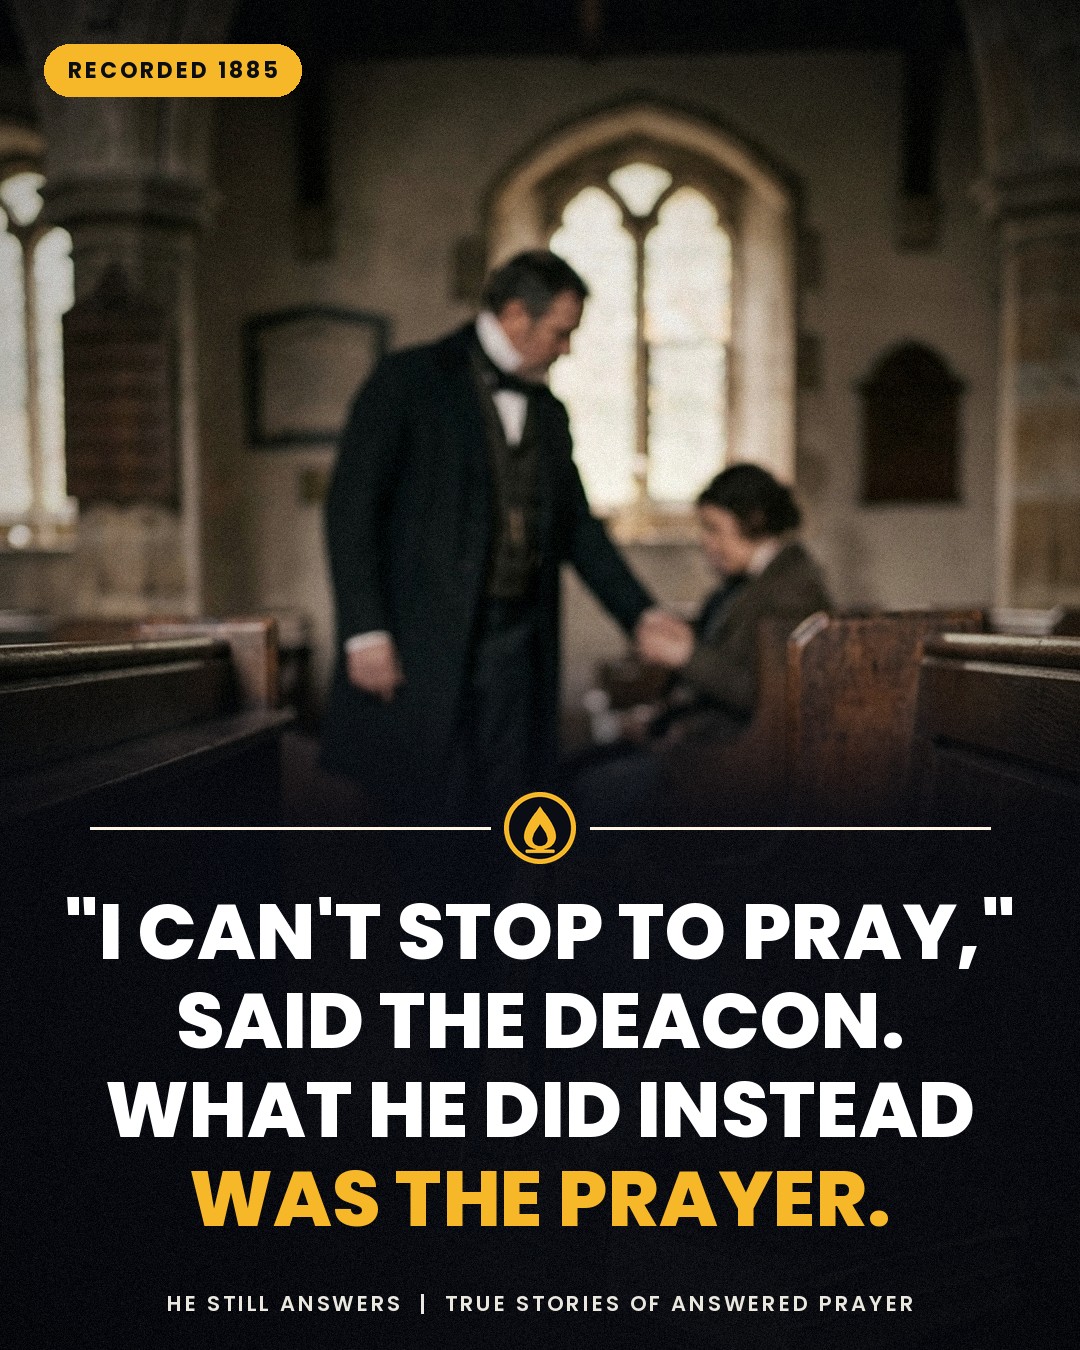 RECORDED 1885
"I CAN'T STOP TO PRAY,"
SAID THE DEACON.
WHAT HE DID INSTEAD
WAS THE PRAYER.
HE STILL ANSWERS | TRUE STORIES OF ANSWERED PRAYER